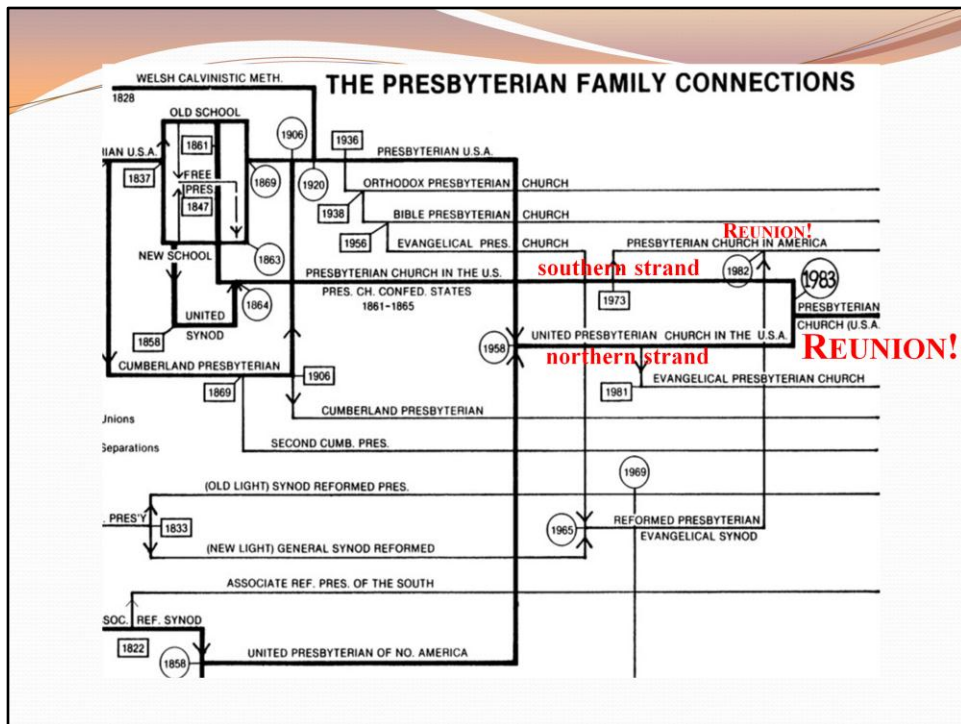 THE PRESBYTERIAN FAMILY CONNECTIONS
WELSH CALVINISTIC METH.
1828
OLD SCHOOL
1906
1936
IAN U.S.A.
1861
PRESBYTERIAN U.S.A.
1837
FREE
PRES.
1847
1869
1920
ORTHODOX PRESBYTERIAN CHURCH
1938
BIBLE PRESBYTERIAN CHURCH
1956
EVANGELICAL PRES. CHURCH
REUNION!
PRESBYTERIAN CHURCH IN AMERICA
NEW SCHOOL
1863
PRESBYTERIAN CHURCH IN THE U.S.
southern strand
1982
1983
PRES. CH. CONFED. STATES
1861-1865
1864
1973
PRESBYTERIAN
CHURCH (U.S.A.
UNITED
SYNOD
1858
1958
UNITED PRESBYTERIAN CHURCH IN THE U.S.A.
northern strand
REUNION!
CUMBERLAND PRESBYTERIAN
1906
1869
1981
EVANGELICAL PRESBYTERIAN CHURCH
CUMBERLAND PRESBYTERIAN
Unions
Separations
SECOND CUMB. PRES.
1969
(OLD LIGHT) SYNOD REFORMED PRES.
. PRES'Y
1833
1965
REFORMED PRESBYTERIAN
EVANGELICAL SYNOD
(NEW LIGHT) GENERAL SYNOD REFORMED
ASSOCIATE REF. PRES. OF THE SOUTH
SOC. REF. SYNOD
1822
1858
UNITED PRESBYTERIAN OF NO. AMERICA